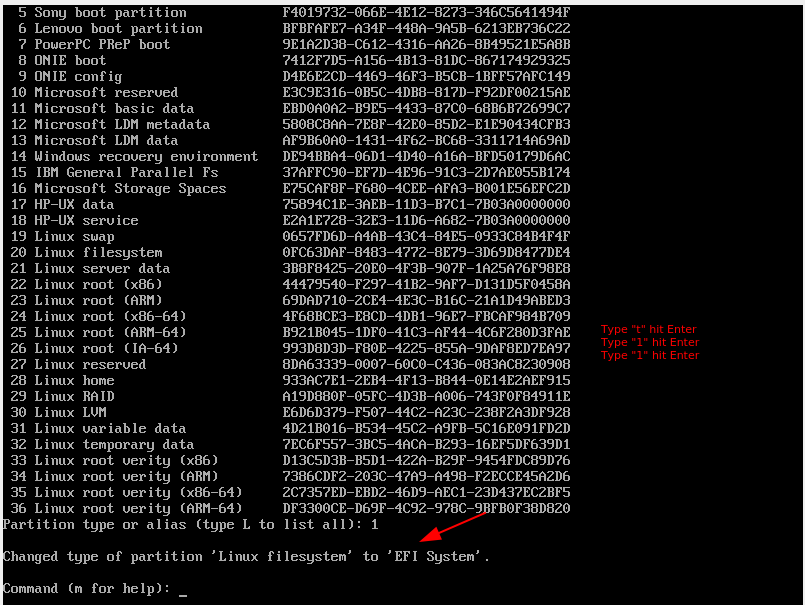 5 Sony boot partition F4019732-066E-4E12-8273-346C5641494F
6 Lenovo boot partition BFBFAFE7-A34F-448A-9A5B-6213EB736C22
7 PowerPC PReP boot 9E1A2D38-C612-4316-AA26-8B49521E5A8B
8 ONIE boot 7412F7D5-A156-4B13-81DC-867174929325
9 ONIE config D4E6E2CD-4469-46F3-B5CB-1BFF57AFC149
10 Microsoft reserved E3C9E316-0B5C-4DB8-817D-F92DF00215AE
11 Microsoft basic data EBD0A0A2-B9E5-4433-87C0-68B6B72699C7
12 Microsoft LDM metadata 5808C8AA-7E8F-42E0-85D2-E1E90434CFB3
13 Microsoft LDM data AF9B60A0-1431-4F62-BC68-3311714A69AD
14 Windows recovery environment DE94BBA4-06D1-4D40-A16A-BFD50179D6AC
15 IBM General Parallel Fs 37AFFC90-EF7D-4E96-91C3-2D7AE055B174
16 Microsoft Storage Spaces E75CAF8F-F680-4CEE-AFA3-B001E56EFC2D
17 HP-UX data 75894C1E-3AEB-11D3-B7C1-7B03A0000000
18 HP-UX service E2A1E728-32E3-11D6-A682-7B03A0000000
19 Linux swap 0657FD6D-A4AB-43C4-84E5-0933C84B4F4F
20 Linux filesystem 0FC63DAF-8483-4772-8E79-3D69D8477DE4
21 Linux server data 3B8F8425-20E0-4F3B-907F-1A25A76F98E8
22 Linux root (x86) 44479540-F297-41B2-9AF7-D131D5F0458A
23 Linux root (ARM) 69DAD710-2CE4-4E3C-B16C-21A1D49ABED3
24 Linux root (x86-64) 4F68BCE3-E8CD-4DB1-96E7-FBCAF984B709
25 Linux root (ARM-64) B921B045-1DF0-41C3-AF44-4C6F280D3FAE
26 Linux root (IA-64) 993D8D3D-F80E-4225-855A-9DAF8ED7EA97
27 Linux reserved 8DA63339-0007-60C0-C436-083AC8230908
28 Linux home 933AC7E1-2EB4-4F13-B844-0E14E2AEF915
29 Linux RAID A19D880F-05FC-4D3B-A006-743F0F84911E
30 Linux LVM E6D6D379-F507-44C2-A23C-238F2A3DF928
31 Linux variable data 4D21B016-B534-45C2-A9FB-5C16E091FD2D
32 Linux temporary data 7EC6F557-3BC5-4ACA-B293-16EF5DF639D1
33 Linux root verity (x86) D13C5D3B-B5D1-422A-B29F-9454FDC89D76
34 Linux root verity (ARM) 7386CDF2-203C-47A9-A498-F2ECCE45A2D6
35 Linux root verity (x86-64) 2C7357ED-EBD2-46D9-AEC1-23D437EC2BF5
36 Linux root verity (ARM-64) DF3300CE-D69F-4C92-978C-9BFB0F38D820
Partition type or alias (type L to list all): 1
Changed type of partition 'Linux filesystem' to 'EFI System'.
Command (m for help): _
Type "t" hit Enter
Type "1" hit Enter
Type "1" hit Enter